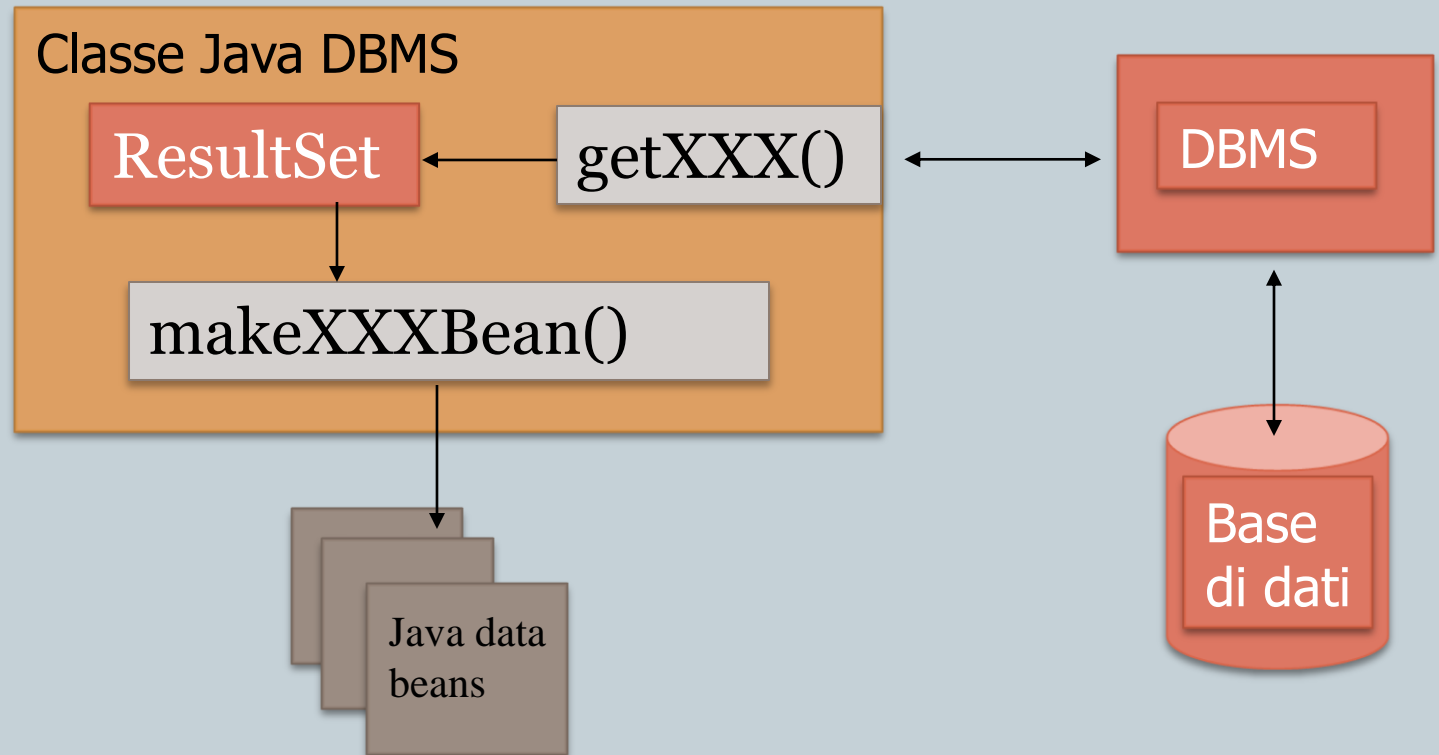 Classe Java DBMS
ResultSet
getXXX()
DBMS
makeXXXBean()
Base
di dati
Java data
beans